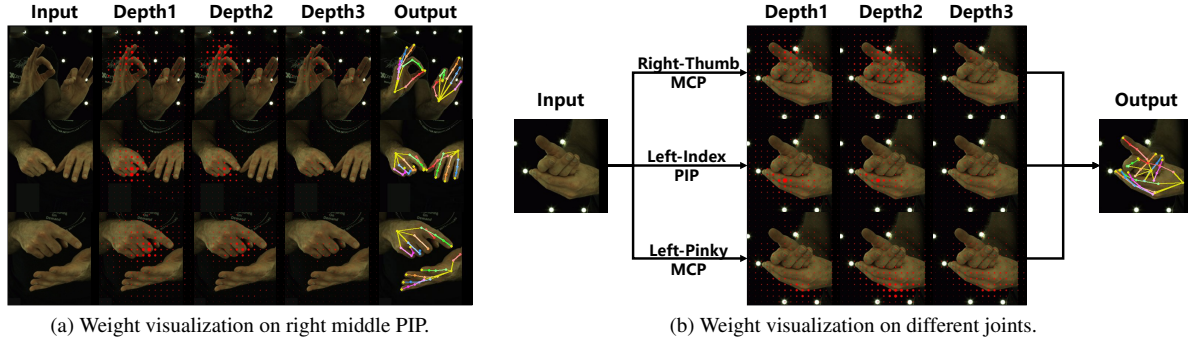 Input Depth1 Depth2 Depth3 Output
(a) Weight visualization on right middle PIP.
Depth1 Depth2 Depth3
Right-Thumb
MCP
Input
Left-Index
PIP
Output
Left-Pinky
MCP
(b) Weight visualization on different joints.